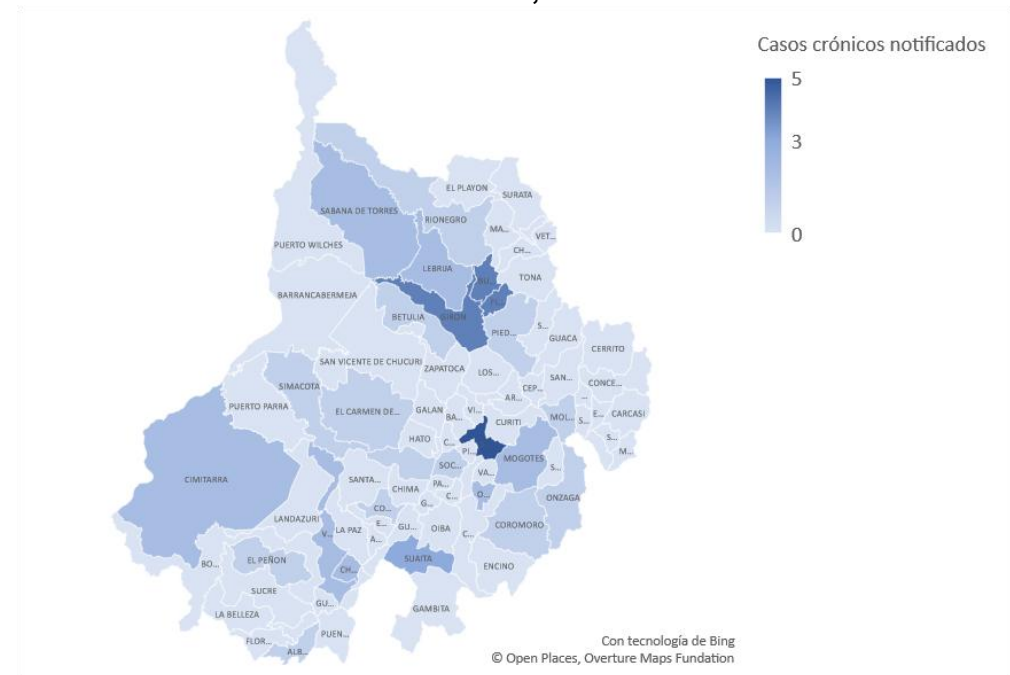 Casos crónicos notificados
5
3
0
EL PLAYON
SURATA
SABANA DE TORRES
RIONEGRO
MA...
VET...
PUERTO WILCHES
CH...
LEBRIJA
TONA
BU...
BARRANCABERMEJA
FL...
BETULIA
GIRON
PIED...
S...
GUACA
CERRITO
SAN VICENTE DE CHUCURI
ZAPATOCA
LOS...
SAN...
CONCE...
SIMACOTA
CEP...
AR...
...
PUERTO PARRA
EL CARMEN DE...
GALAN
BA...
VI...
CURITI
MOL...
S...
E...
CARCASI
HATO
C...
PI...
S...
M...
MOGOTES
SOC...
VA...
S...
CIMITARRA
SANTA...
CHIMA
PA...
C...
G...
O...
ONZAGA
CO...
LANDAZURI
V...
LA PAZ
E...
A...
GU...
OIBA
C...
COROMORO
BO...
EL PEÑON
CH...
SUAITA
ENCINO
SUCRE
GU...
LA BELLEZA
GAMBITA
FLOR...
PUEN...
ALB...
Con tecnología de Bing
© Open Places, Overture Maps Foundation